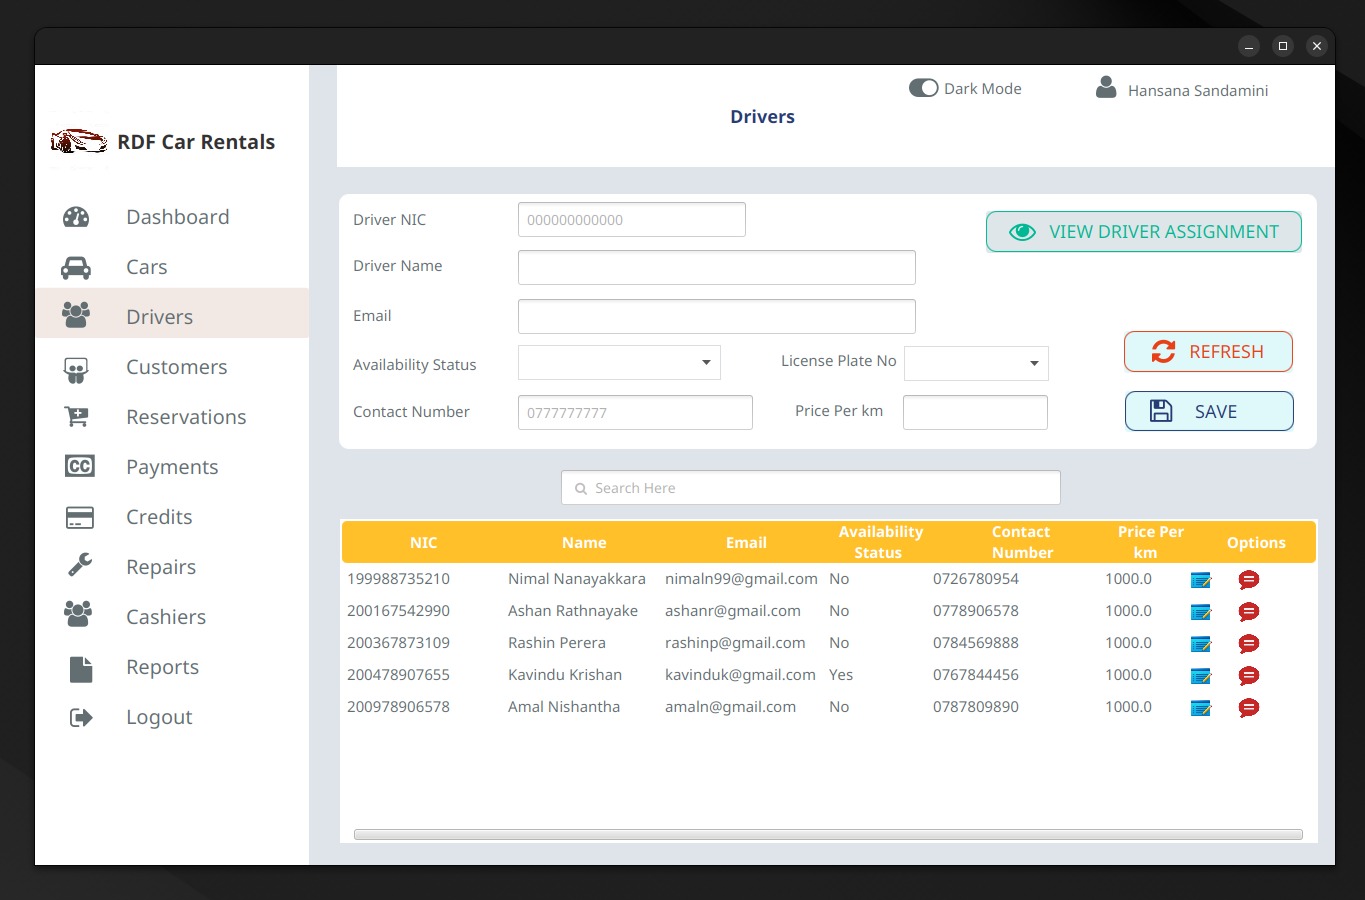 Dark Mode
Hansana Sandamini
Drivers
RDF Car Rentals
Dashboard
Cars
Drivers
Customers
Reservations
CC Payments
Credits
Repairs
Cashiers
Reports
Logout
Driver NIC 000000000000
VIEW DRIVER ASSIGNMENT
Driver Name
Email
Availability Status License Plate No
REFRESH
Contact Number 0777777777 Price Per km
SAVE
Search Here
NIC Name Email Availability Status Contact Number Price Per km Options
199988735210 Nimal Nanayakkara nimaln99@gmail.com No 0726780954 1000.0
200167542990 Ashan Rathnayake ashanr@gmail.com No 0778906578 1000.0
200367873109 Rashin Perera rashinp@gmail.com No 0784569888 1000.0
200478907655 Kavindu Krishan kavinduk@gmail.com Yes 0767844456 1000.0
200978906578 Amal Nishantha amaln@gmail.com No 0787809890 1000.0